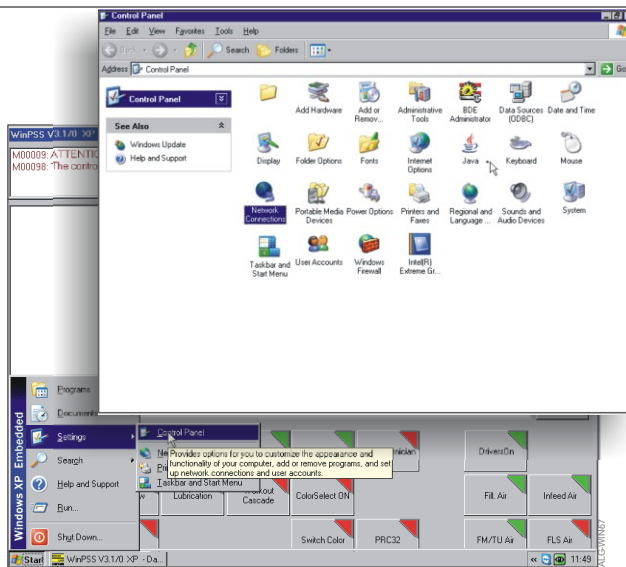 Control Panel
File Edit View Favorites Tools Help
Back Search Folders
Address Control Panel Go
Control Panel
See Also
Windows Update
Help and Support
Add Hardware
Add or Remov...
Administrative Tools
BDE Administrator
Data Sources (ODBC)
Date and Time
Display
Folder Options
Fonts
Internet Options
Java
Keyboard
Mouse
Network Connections
Portable Media Devices
Power Options
Printers and Faxes
Regional and Language ...
Sounds and Audio Devices
System
Taskbar and Start Menu
User Accounts
Windows Firewall
Intel(R) Extreme Gr...
WinPSS V3.1/0 XP
M00009: ATTENTIO
M00098: The contro
Windows XP Embedded
Programs
Documents
Settings
Search
Help and Support
Run...
Shut Down...
Control Panel
Ne
Pri
Taskbar and Start Menu
Provides options for you to customize the appearance and
functionality of your computer, add or remove programs, and set
up network connections and user accounts.
nician
DriversOn
w
Lubrication
Cascade
ColorSelect ON
Fill. Air
Infeed Air
Switch Color
PRC32
FM/TU Air
FLS Air
Start WinPSS V3.1/0 XP - Da... 11:49
ALG-WIN67